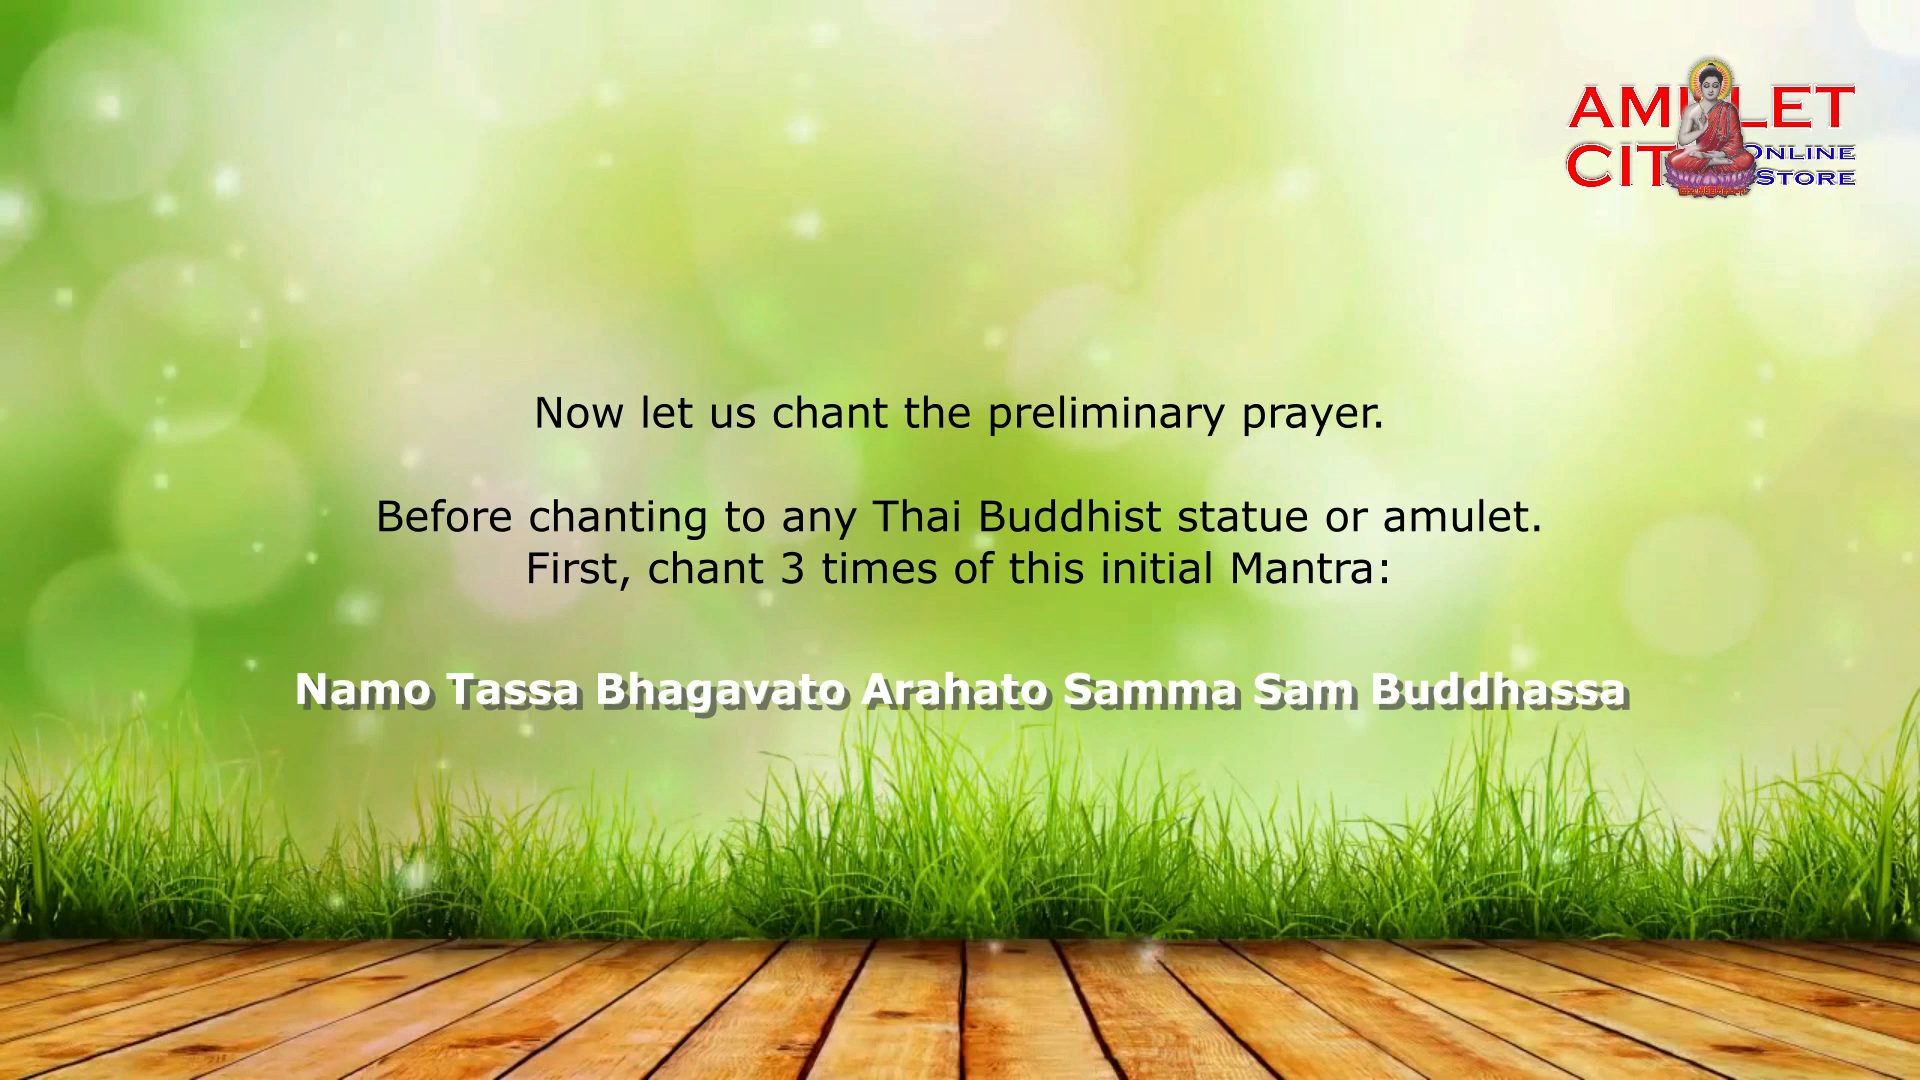 AMULET
CITY ONLINE
STORE
Now let us chant the preliminary prayer.
Before chanting to any Thai Buddhist statue or amulet.
First, chant 3 times of this initial Mantra:
Namo Tassa Bhagavato Arahato Samma Sam Buddhassa